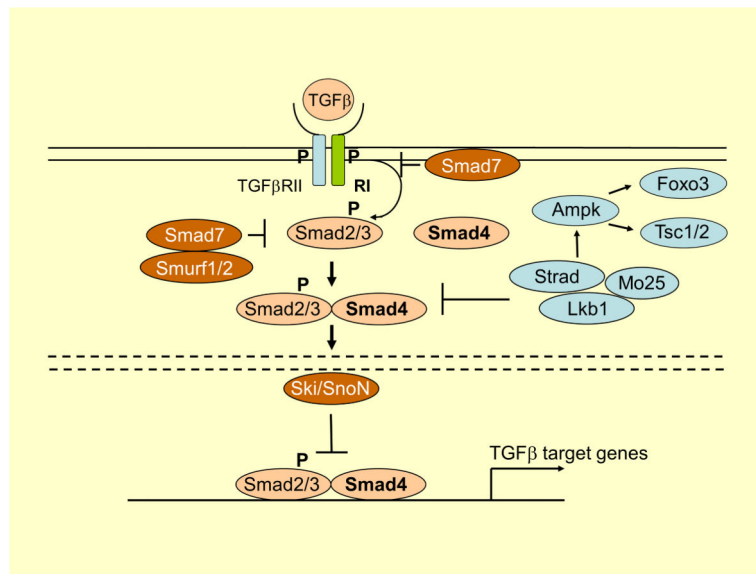 TGFβ
P P
Smad7
TGFβRII RI
Foxo3
Ampk
P
Smad7
Smad2/3
Smad4
Tsc1/2
Smurf1/2
Strad
Mo25
P
Smad2/3 Smad4
Lkb1
Ski/SnoN
P
TGFβ target genes
Smad2/3 Smad4